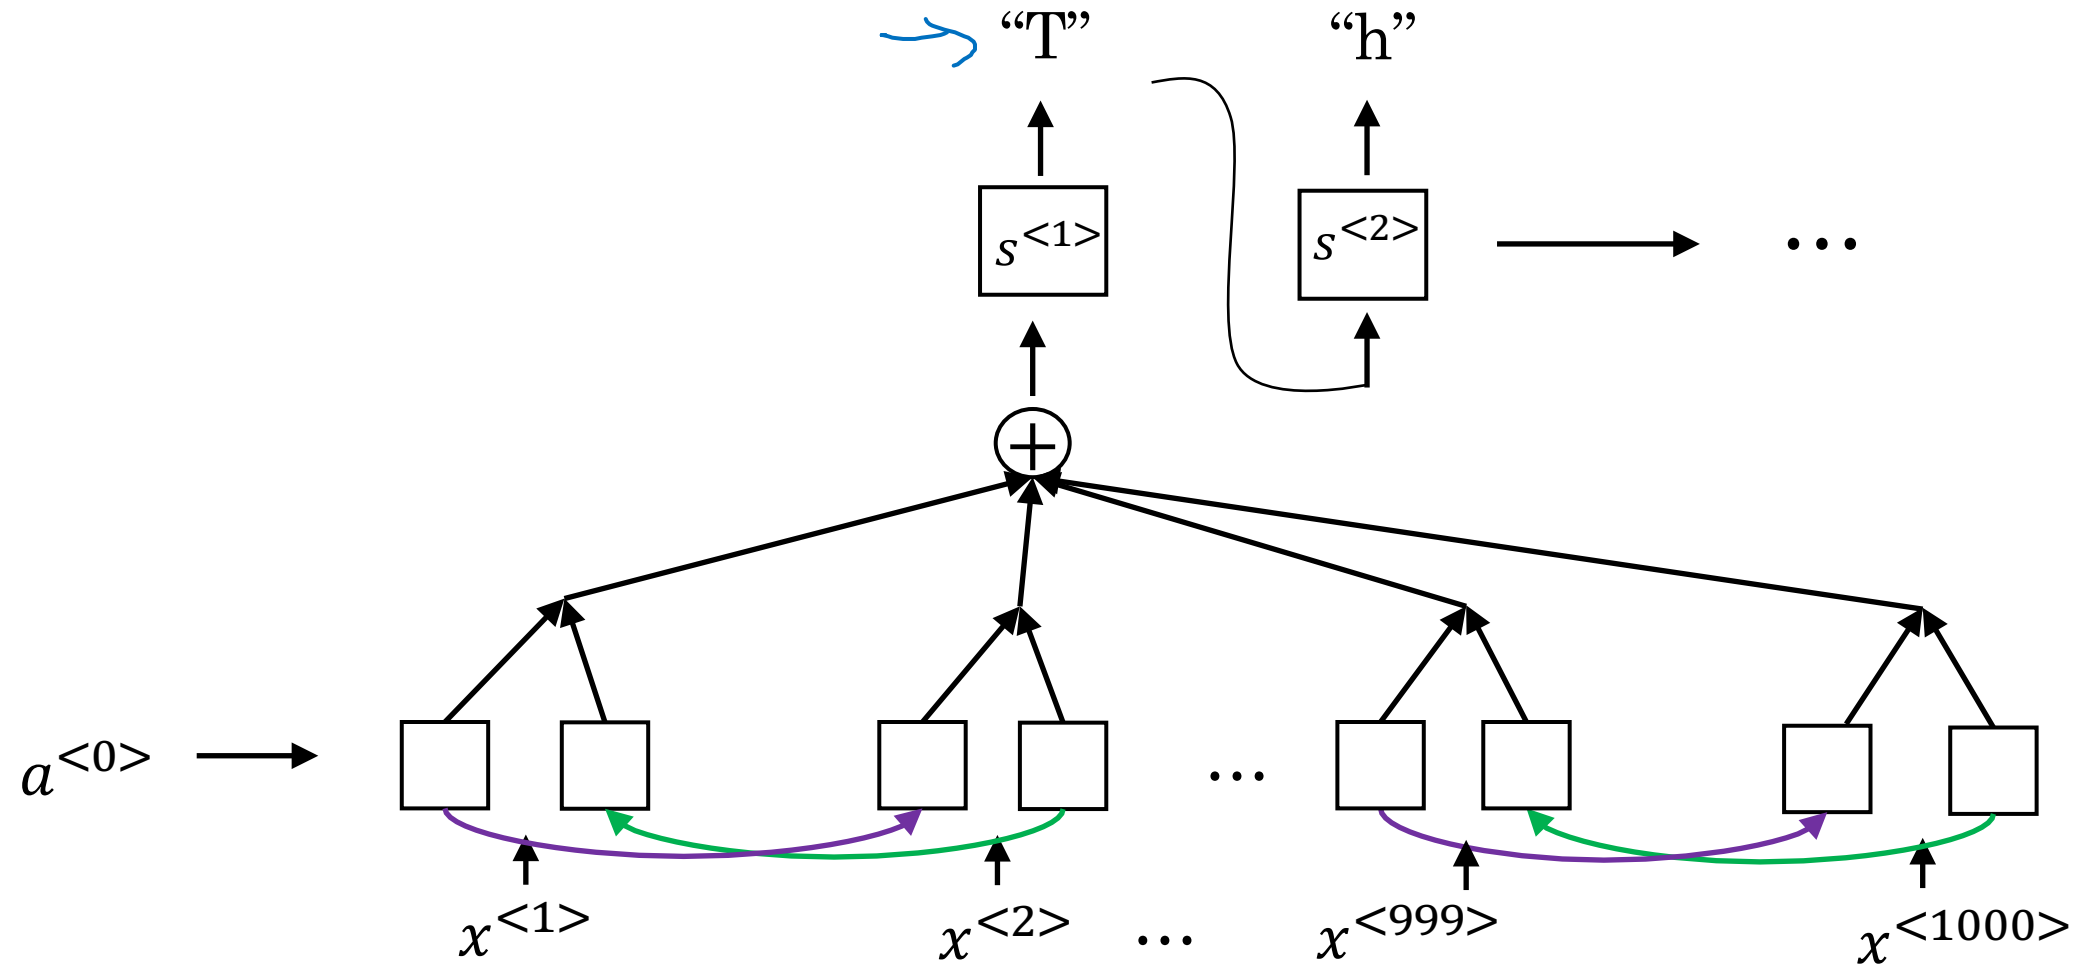 “T” “h”
s<1> s<2> …
+
a<0> …
x<1> x<2> … x<999> x<1000>